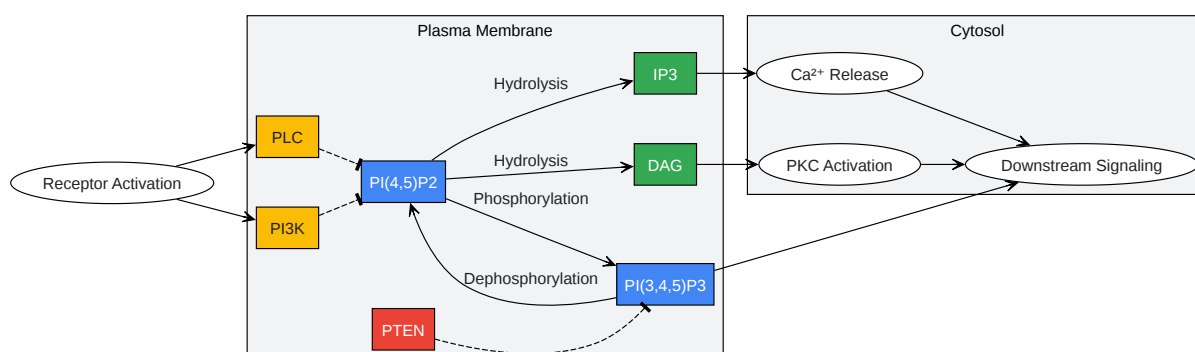 Plasma Membrane
Cytosol
IP3
Ca²⁺ Release
Hydrolysis
PLC
Hydrolysis
DAG
PKC Activation
Downstream Signaling
Receptor Activation
PI(4,5)P2
Phosphorylation
PI3K
Dephosphorylation
PI(3,4,5)P3
PTEN